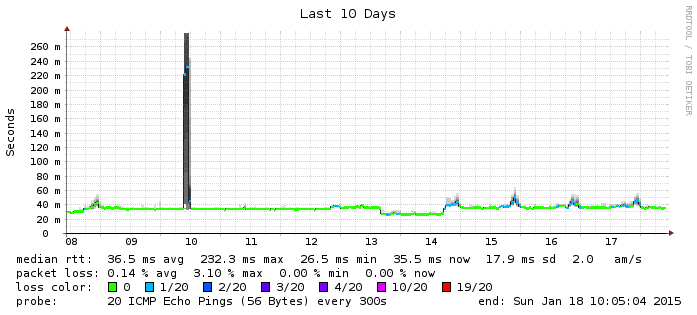 Last 10 Days
RRDTOOL / TOBI OETIKER
Seconds
260 m
240 m
220 m
200 m
180 m
160 m
140 m
120 m
100 m
80 m
60 m
40 m
20 m
0
08 09 10 11 12 13 14 15 16 17
median rtt: 36.5 ms avg 232.3 ms max 26.5 ms min 35.5 ms now 17.9 ms sd 2.0 am/s
packet loss: 0.14 % avg 3.10 % max 0.00 % min 0.00 % now
loss color: 0 1/20 2/20 3/20 4/20 10/20 19/20
probe: 20 ICMP Echo Pings (56 Bytes) every 300s end: Sun Jan 18 10:05:04 2015